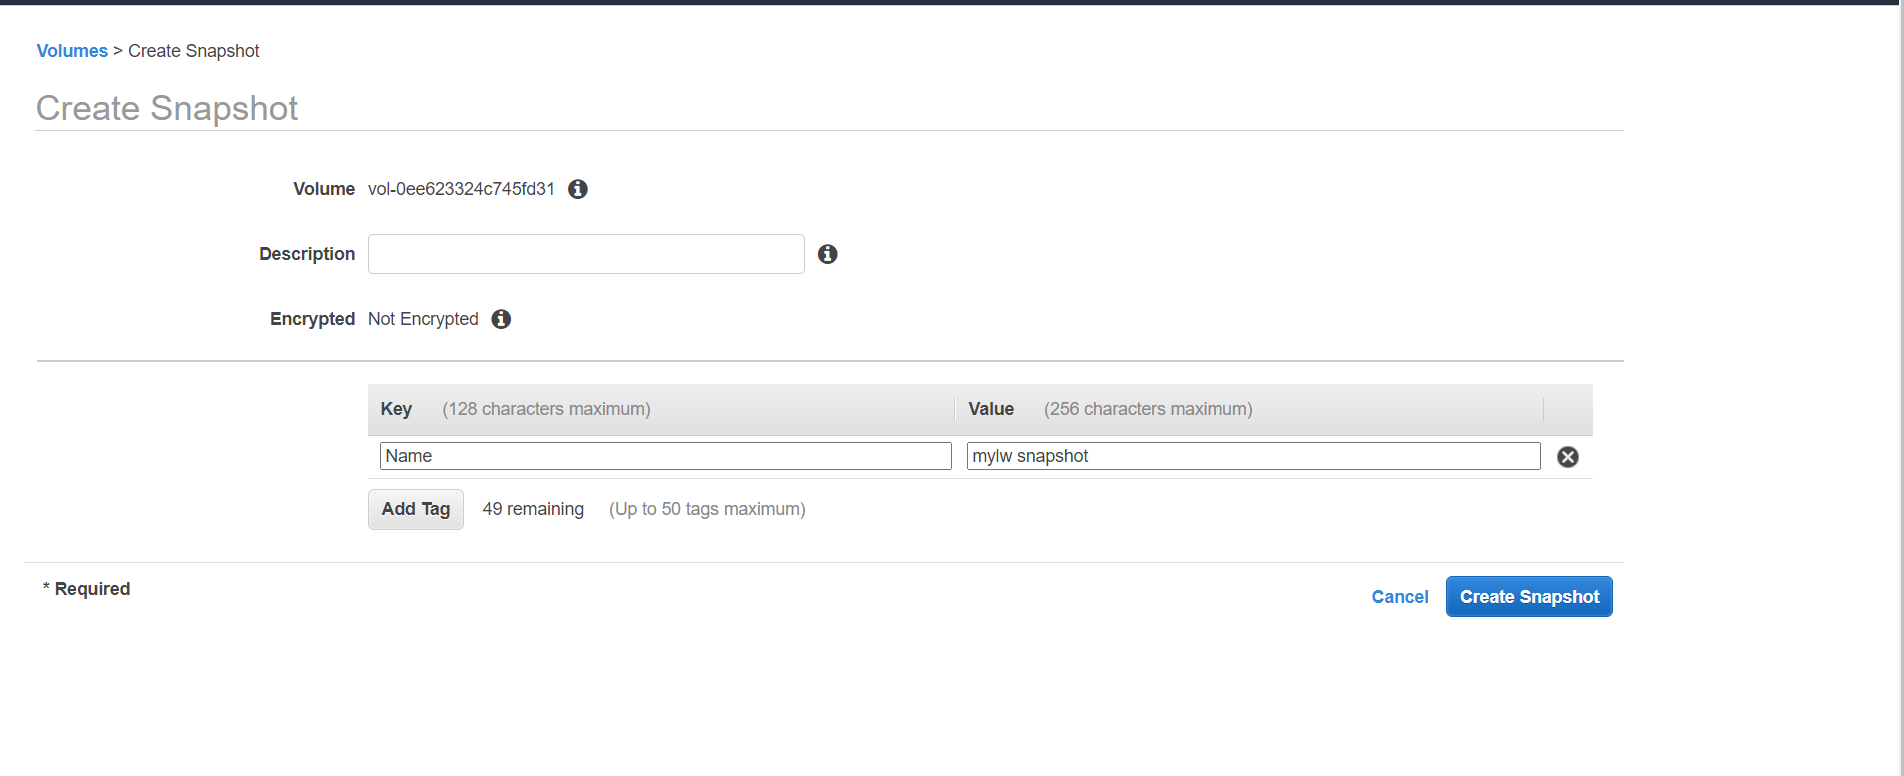 Volumes > Create Snapshot
Create Snapshot
Volume vol-0ee623324c745fd31
Description
Encrypted Not Encrypted
Key (128 characters maximum) Value (256 characters maximum)
Name mylw snapshot
Add Tag 49 remaining (Up to 50 tags maximum)
* Required
Cancel Create Snapshot